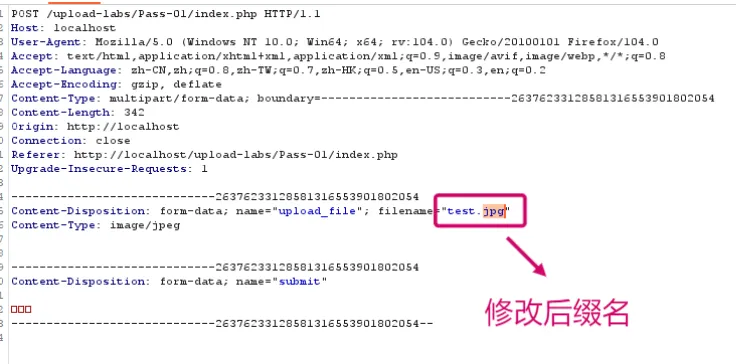 POST /upload-labs/Pass-01/index.php HTTP/1.1
Host: localhost
User-Agent: Mozilla/5.0 (Windows NT 10.0; Win64; x64; rv:104.0) Gecko/20100101 Firefox/104.0
Accept: text/html,application/xhtml+xml,application/xml;q=0.9,image/avif,image/webp,*/*;q=0.8
Accept-Language: zh-CN,zh;q=0.8,zh-TW;q=0.7,zh-HK;q=0.5,en-US;q=0.3,en;q=0.2
Accept-Encoding: gzip, deflate
Content-Type: multipart/form-data; boundary=---------------------------263762331285813165539018020​54
Content-Length: 342
Origin: http://localhost
Connection: close
Referer: http://localhost/upload-labs/Pass-01/index.php
Upgrade-Insecure-Requests: 1
-----------------------------26376233128581316553901802054
Content-Disposition: form-data; name="upload_file"; filename="test.jpg"
Content-Type: image/jpeg
-----------------------------26376233128581316553901802054
Content-Disposition: form-data; name="submit"
修改后缀名
-----------------------------26376233128581316553901802054--